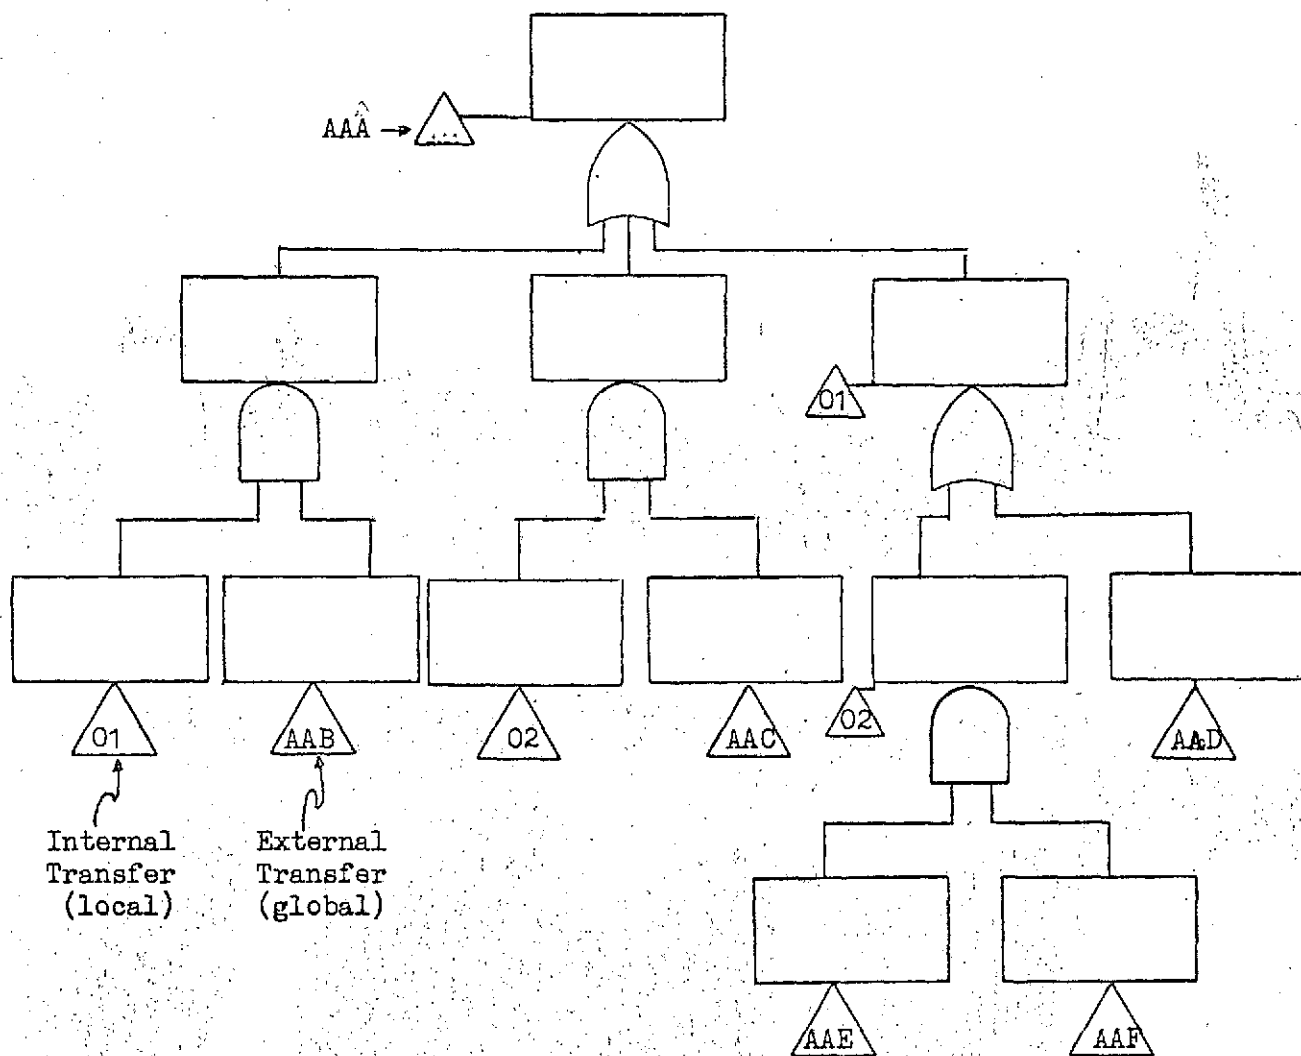 AAA
...
01
01
AAB
02
AAC
02
AAD
Internal
Transfer
(local)
External
Transfer
(global)
AAE
AAF